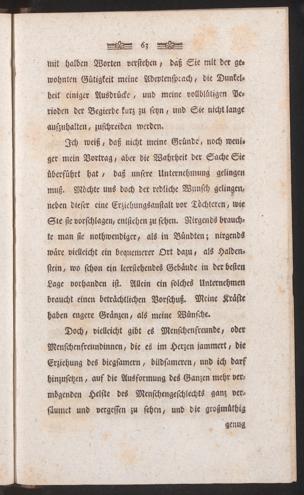 63
mit halben Worten verstehen, daß Sie mit der ge-
wohnten Gütigkeit meine Adeptensprach, die Dunkel-
heit einiger Ausdrücke, und meine vollblütigen Pe-
rioden der Begierde kurz zu seyn, und Sie nicht lange
aufzuhalten, zuschreiben werden.
Ich weiß, daß nicht meine Gründe, noch weni-
ger mein Vortrag, aber die Wahrheit der Sache Sie
überführt hat, daß unsere Unternehmung gelingen
muß. Möchte uns doch der redliche Wunsch gelingen,
neben dieser eine Erziehungsanstalt vor Töchteren, wie
Sie sie vorschlagen, entstehen zu sehen. Nirgends brauch-
te man sie nothwendiger, als in Bündten; nirgends
wäre vielleicht ein bequemerer Ort dazu, als Halden-
stein, wo schon ein leerstehendes Gebäude in der besten
Lage vorhanden ist. Allein ein solches Unternehmen
braucht einen beträchtlichen Vorschuß. Meine Kräfte
haben engere Gränzen, als meine Wünsche.
Doch, vielleicht gibt es Menschenfreunde, oder
Menschenfreundinnen, die es im Herzen jammert, die
Erziehung des biegsamern, bildsameren, und ich darf
hinzusetzen, auf die Ausformung des Ganzen mehr ver-
mögenden Helfte des Menschengeschlechts ganz ver-
säumet und vergessen zu sehen, und die großmüthig
genug